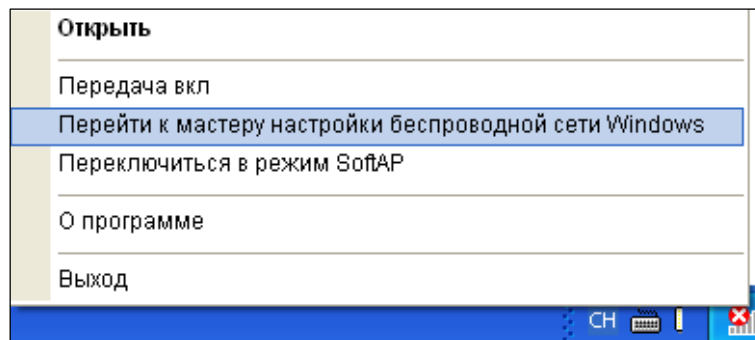 Открыть
Передача вкл
Перейти к мастеру настройки беспроводной сети Windows
Переключиться в режим SoftAP
О программе
Выход
CH